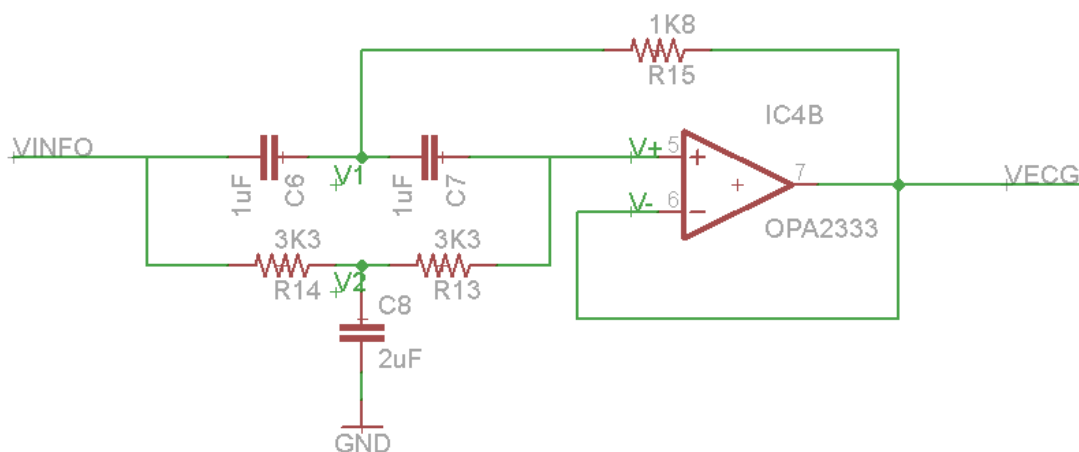 1K8
R15
IC4B
VINFO
V+
5
V1
1uF
C6
1uF
C7
7
VECG
V-
6
OPA2333
3K3
3K3
R14
V2
R13
C8
2uF
GND